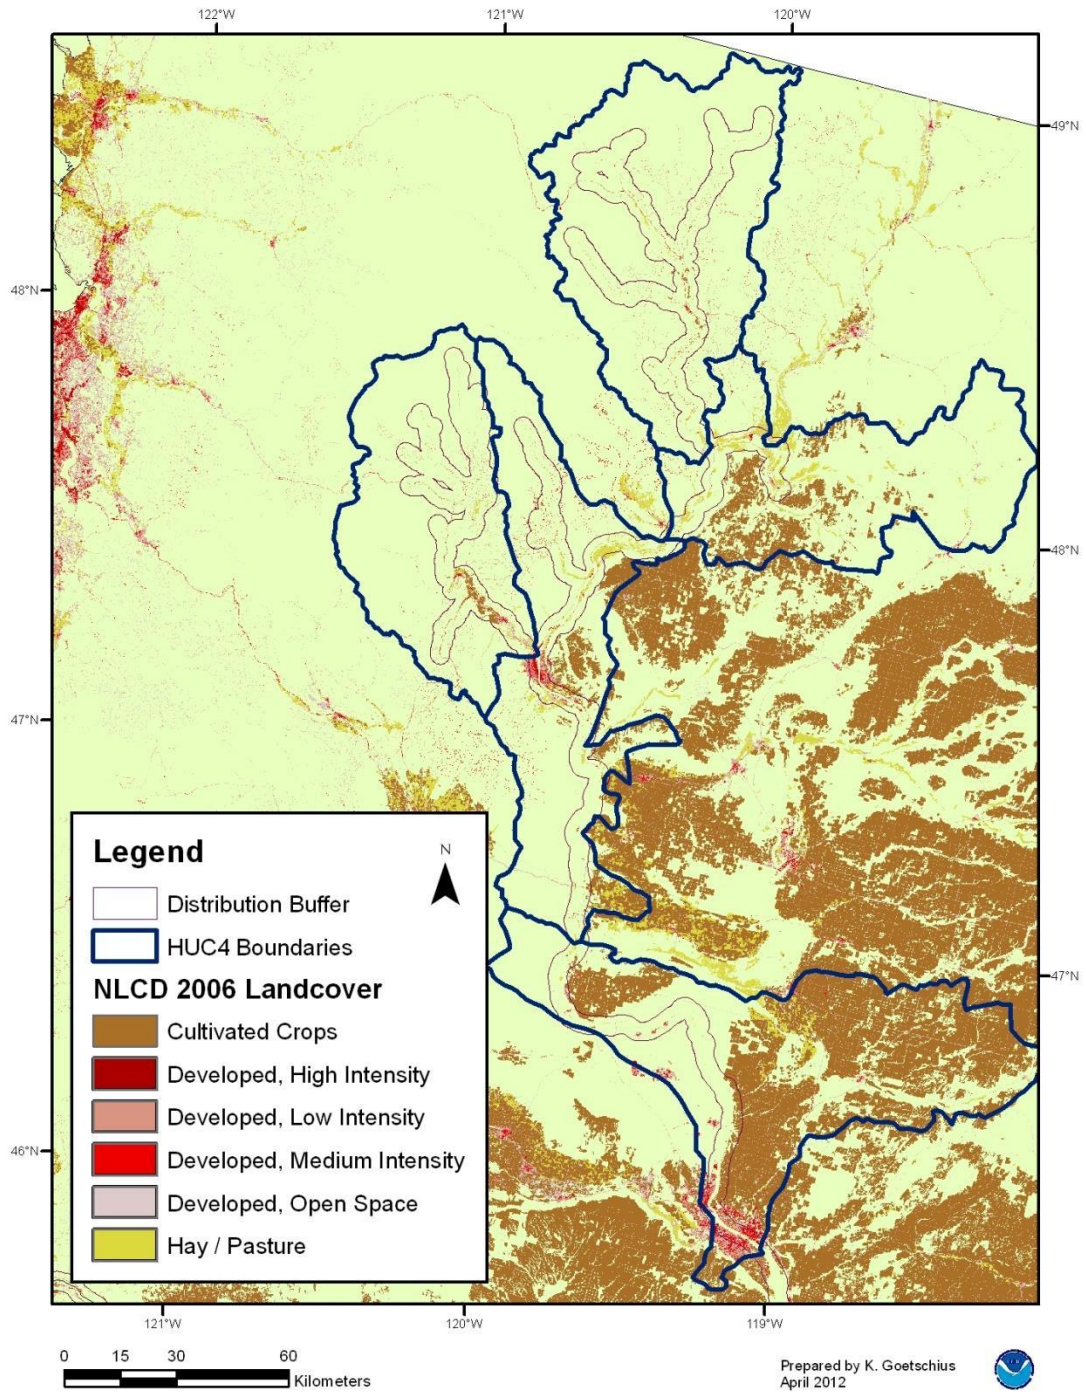 122°W 121°W 120°W
49°N
48°N
48°N
47°N
47°N
46°N
Legend
N
Distribution Buffer
HUC4 Boundaries
NLCD 2006 Landcover
Cultivated Crops
Developed, High Intensity
Developed, Low Intensity
Developed, Medium Intensity
Developed, Open Space
Hay / Pasture
121°W 120°W 119°W
0 15 30 60
Kilometers
Prepared by K. Goetschius
April 2012